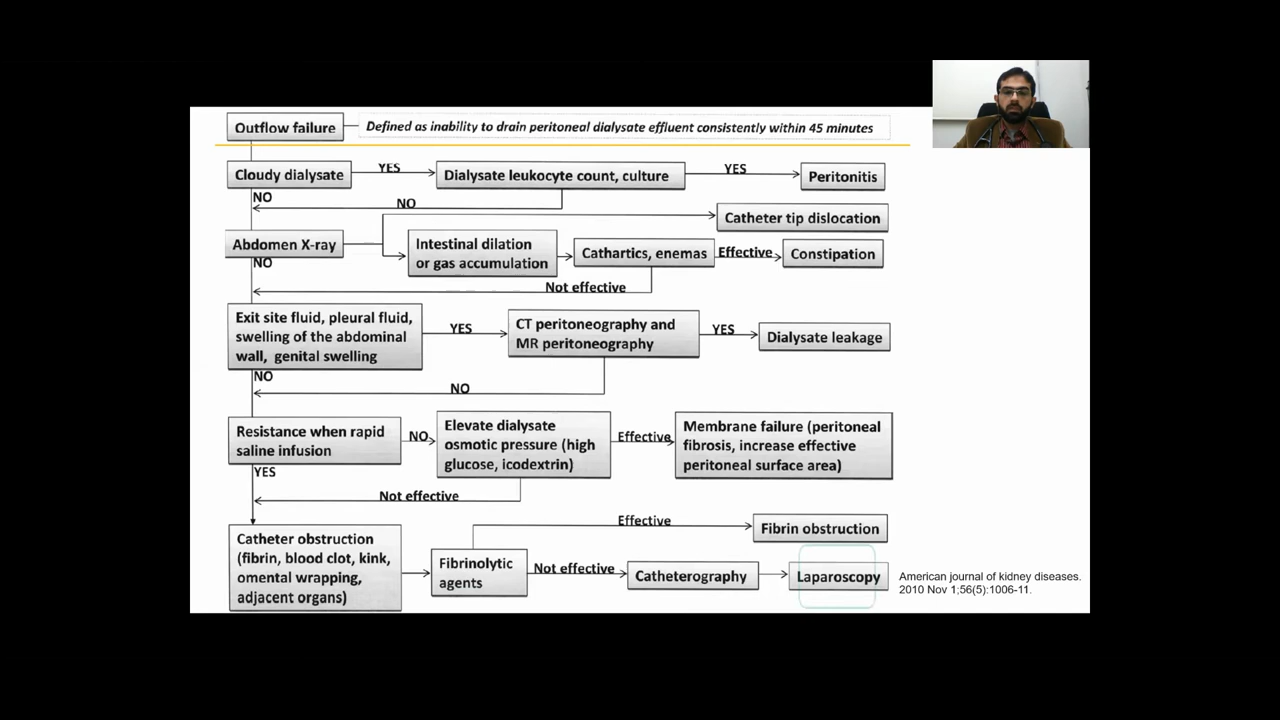 Outflow failure
Defined as inability to drain peritoneal dialysate effluent consistently within 45 minutes
Cloudy dialysate
YES
Dialysate leukocyte count, culture
YES
Peritonitis
NO
NO
Catheter tip dislocation
Abdomen X-ray
Intestinal dilation
or gas accumulation
Cathartics, enemas
Effective
Constipation
NO
Not effective
Exit site fluid, pleural fluid,
swelling of the abdominal
wall, genital swelling
YES
CT peritoneography and
MR peritoneography
YES
Dialysate leakage
NO
NO
Resistance when rapid
saline infusion
NO
Elevate dialysate
osmotic pressure (high
glucose, icodextrin)
Effective
Membrane failure (peritoneal
fibrosis, increase effective
peritoneal surface area)
YES
Not effective
Catheter obstruction
(fibrin, blood clot, kink,
omental wrapping,
adjacent organs)
Fibrinolytic
agents
Effective
Fibrin obstruction
Not effective
Catheterography
Laparoscopy
American journal of kidney diseases.
2010 Nov 1;56(5):1006-11.